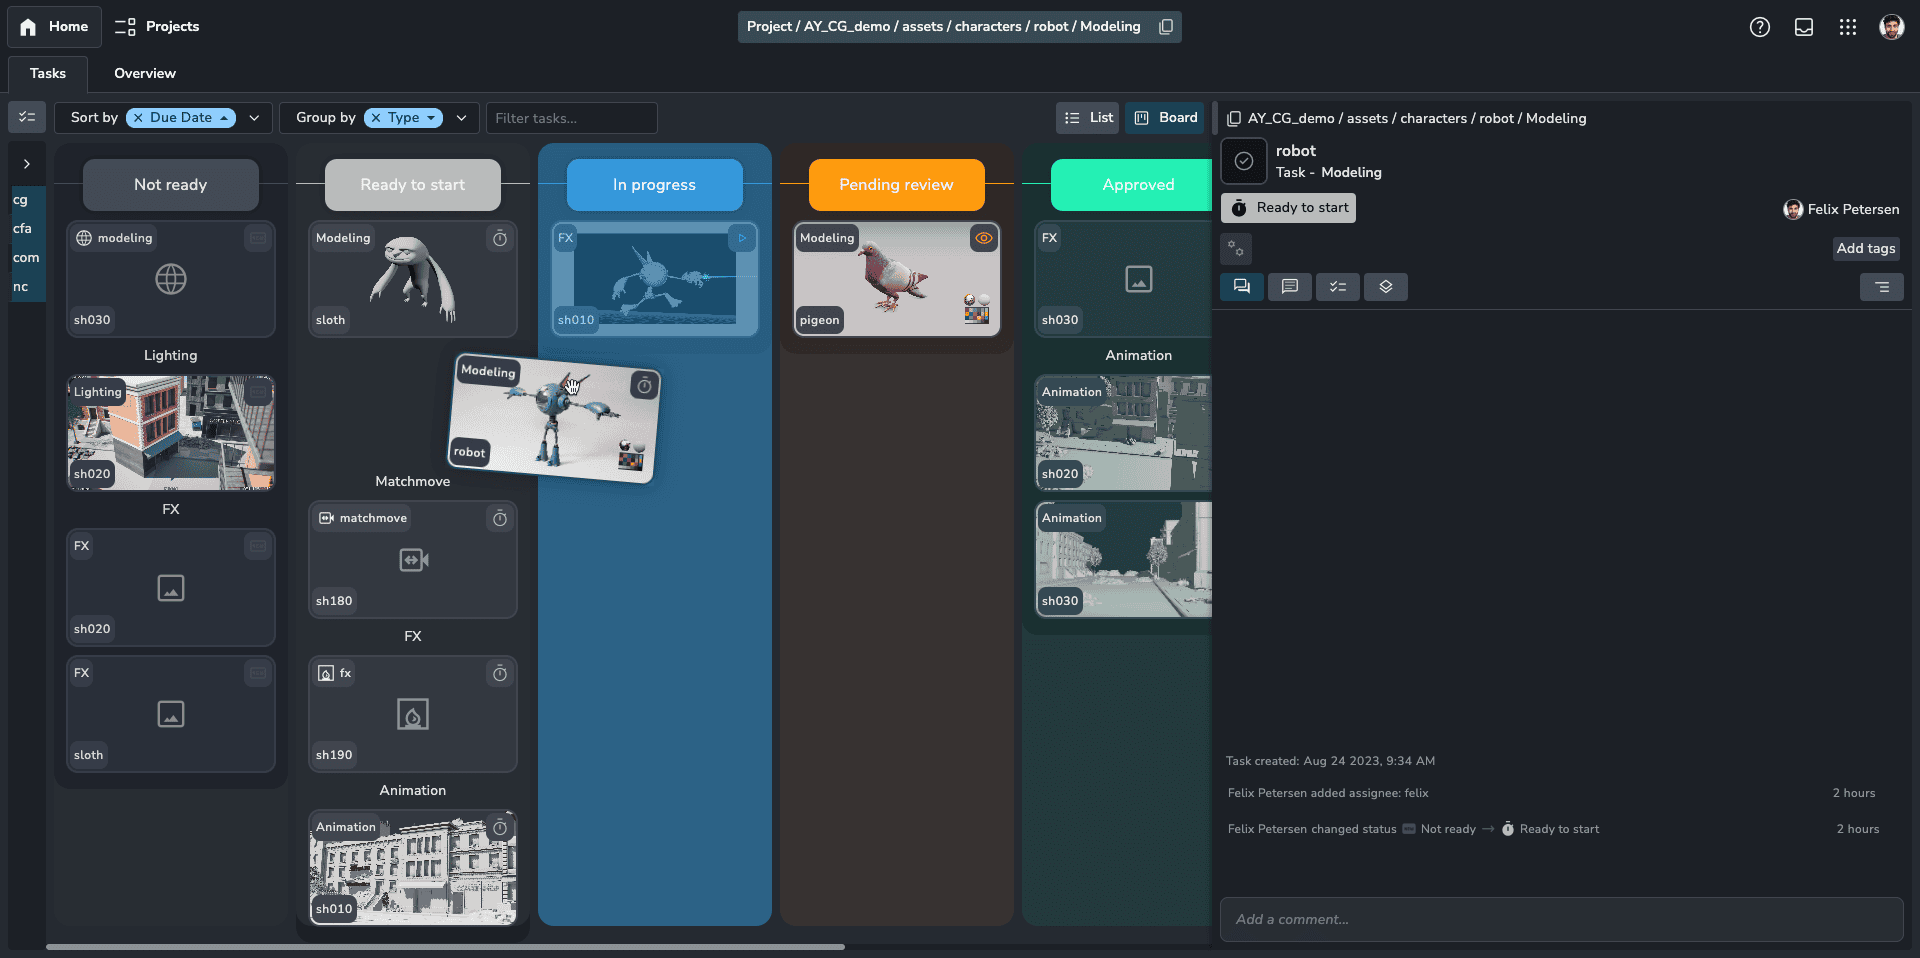 Home
Projects
Project / AY_CG_demo / assets / characters / robot / Modeling
Tasks
Overview
Sort by
Due Date
Group by
Type
Filter tasks...
List
Board
cg
cfa
com
nc
Not ready
modeling
sh030
Lighting
Lighting
sh020
FX
FX
sh020
FX
sloth
Ready to start
Modeling
sloth
Matchmove
matchmove
sh180
FX
fx
sh190
Animation
Animation
sh010
In progress
FX
sh010
Modeling
robot
Pending review
Modeling
pigeon
Approved
FX
sh030
Animation
Animation
sh020
Animation
sh030
AY_CG_demo / assets / characters / robot / Modeling
robot
Task - Modeling
Ready to start
Felix Petersen
Add tags
Task created: Aug 24 2023, 9:34 AM
Felix Petersen added assignee: felix 2 hours
Felix Petersen changed status Not ready → Ready to start 2 hours
Add a comment...